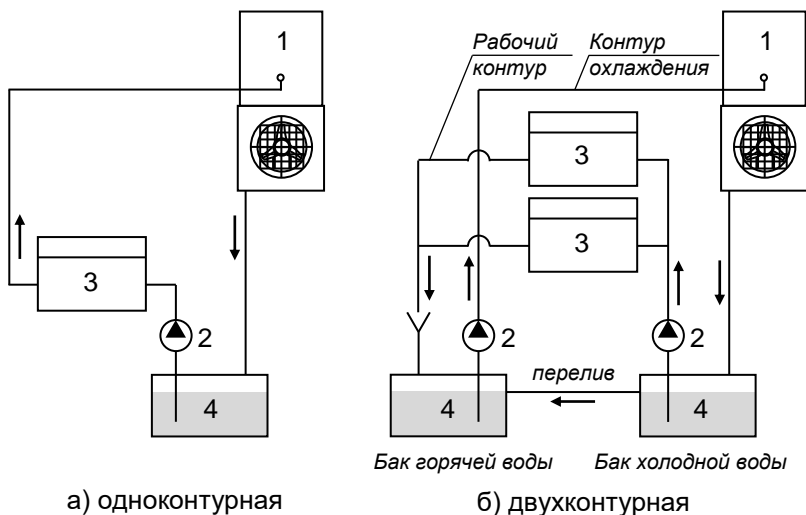 1
3
2
4
а) одноконтурная
Рабочий
контур
Контур
охлаждения
1
3
3
2
2
перелив
4
4
Бак горячей воды
Бак холодной воды
б) двухконтурная